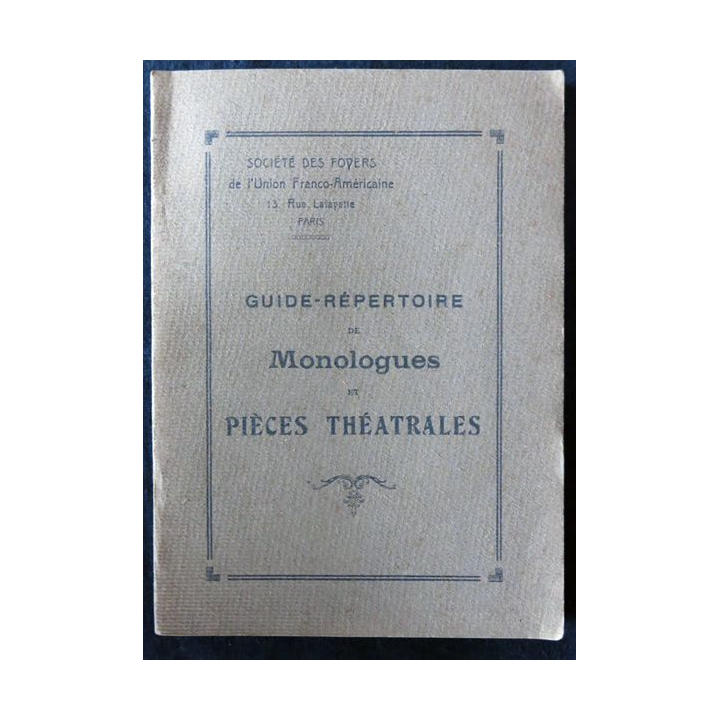 SOCIÉTÉ DES FOYERS
de l'Union Franco-Américaine
13, Rue Lafayette
PARIS
GUIDE-RÉPERTOIRE
DE
Monologues
ET
PIÈCES THÉATRALES